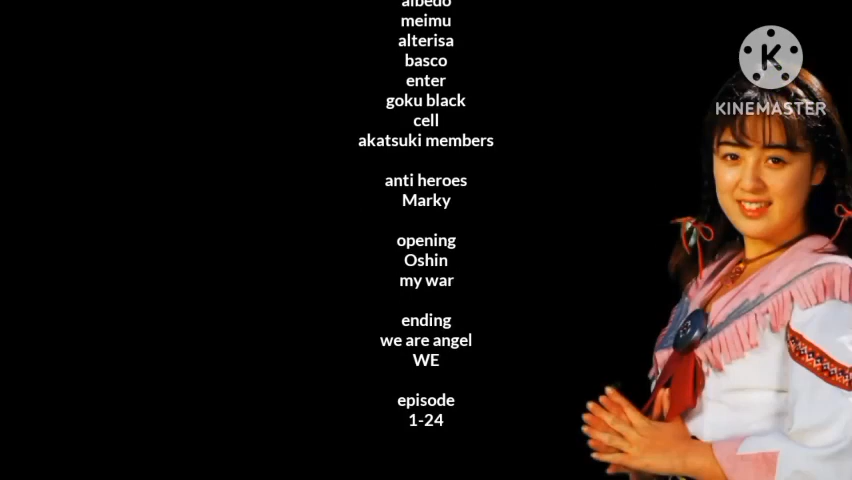 albedo
meimu
alterisa
basco
enter
goku black
cell
akatsuki members
anti heroes
Marky
opening
Oshin
my war
ending
we are angel
WE
episode
1-24
K
KINEMASTER